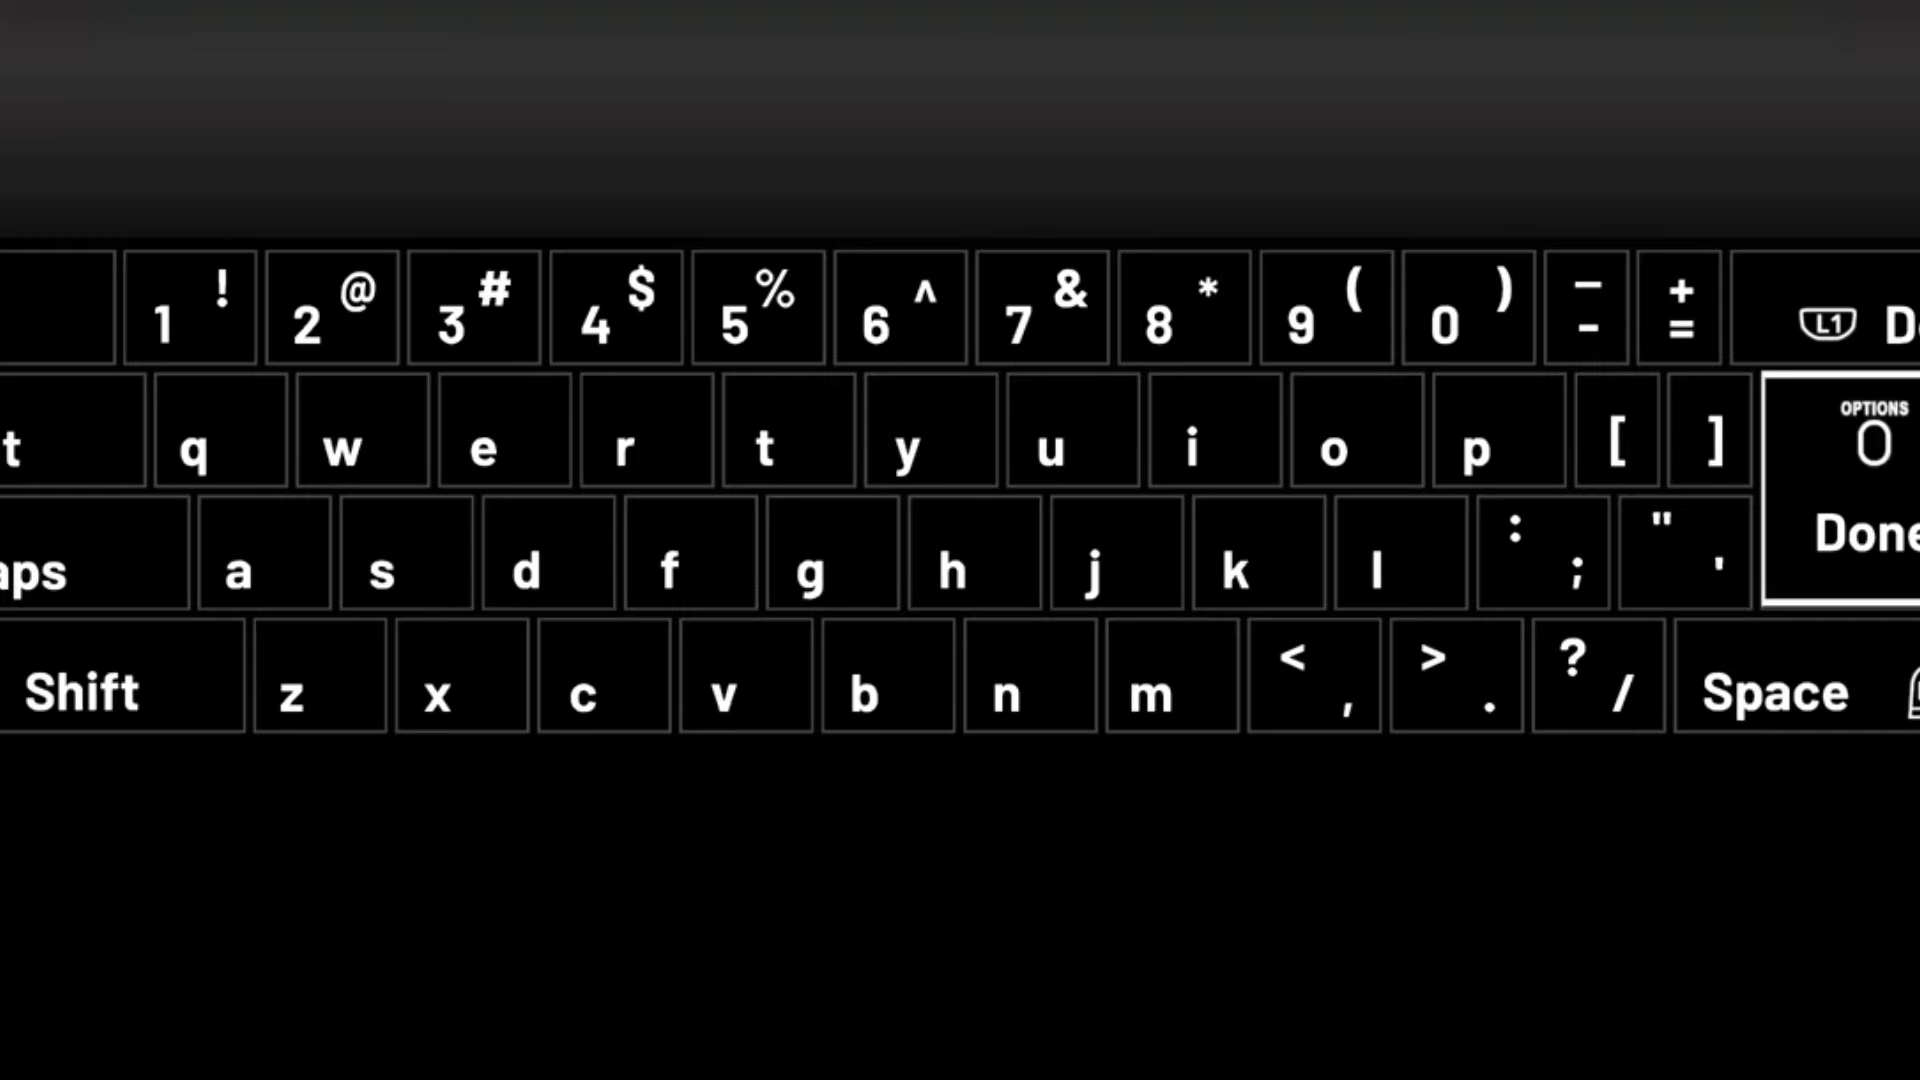 ! @ # $ % ^ & * ( ) _ +
1 2 3 4 5 6 7 8 9 0 - = L1
q w e r t y u i o p [ ] OPTIONS
a s d f g h j k l : ; " ' Done
Shift z x c v b n m < , > . ? / Space